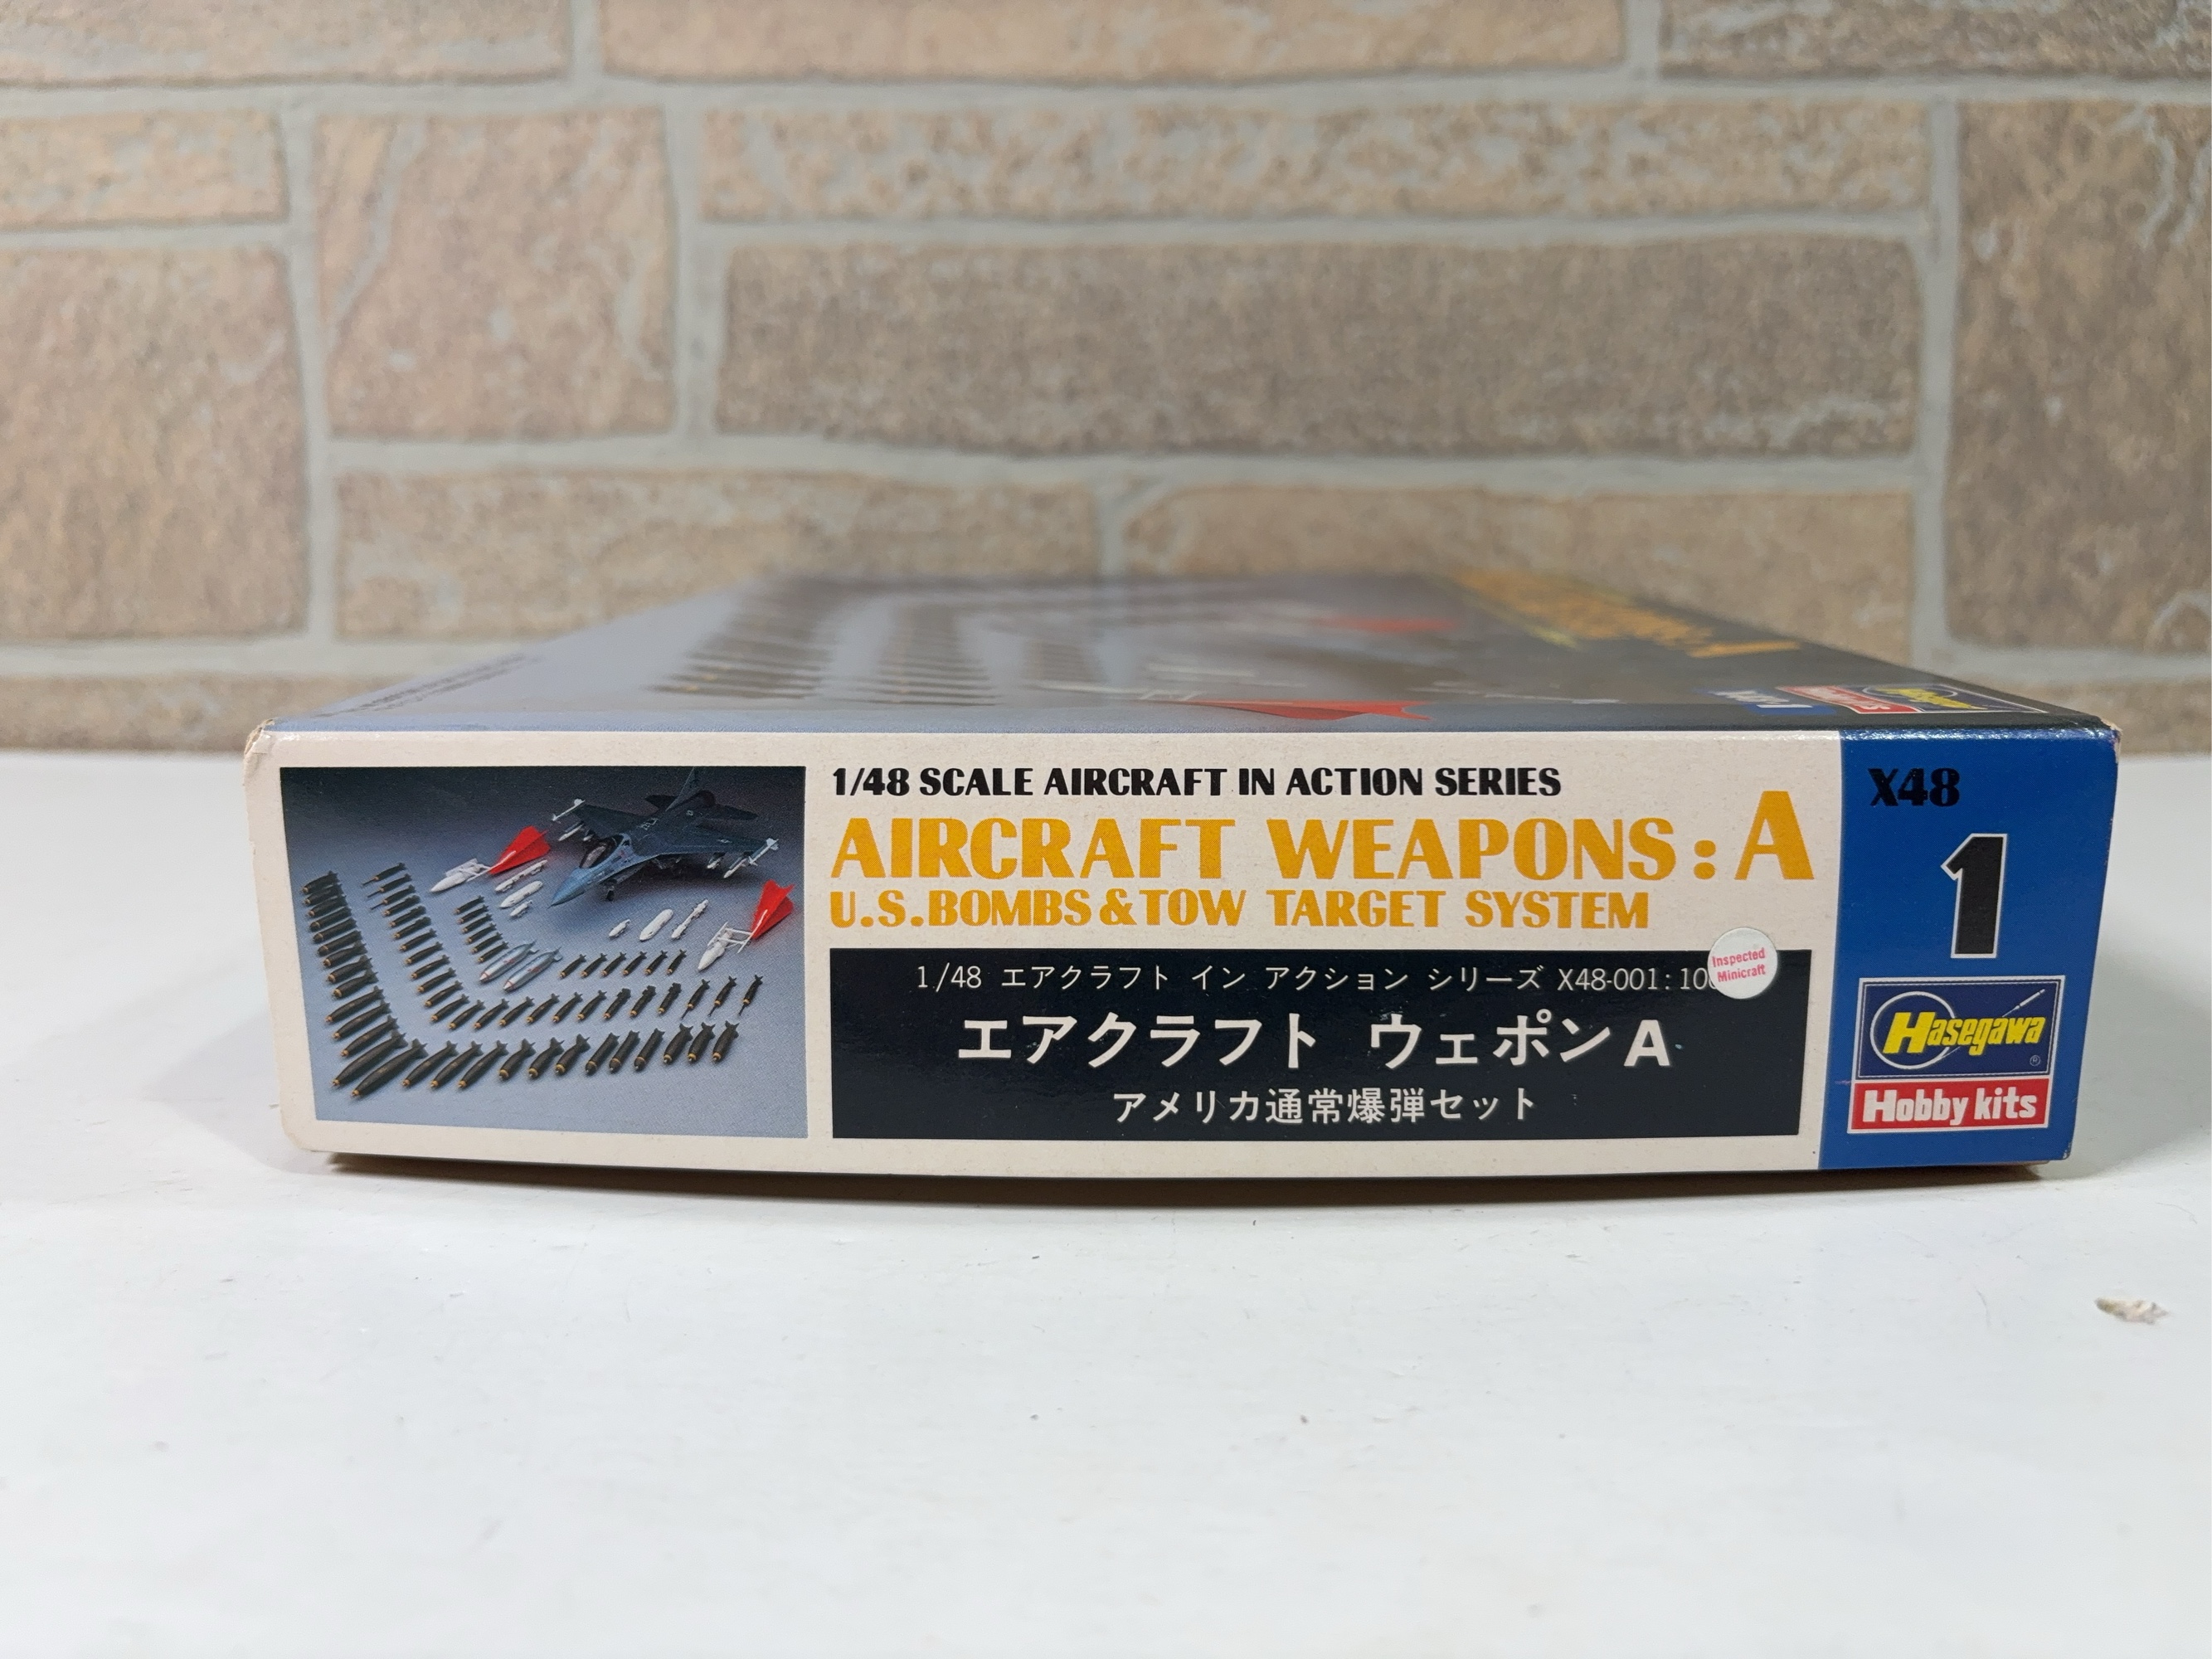 1/48 SCALE AIRCRAFT IN ACTION SERIES
AIRCRAFT WEAPONS: A
U.S. BOMBS & TOW TARGET SYSTEM
1/48 エアクラフト イン アクション シリーズ X48-001:10
Inspected
Minicraft
エアクラフト ウェポン A
アメリカ通常爆弾セット
X48
1
Hasegawa
Hobby kits